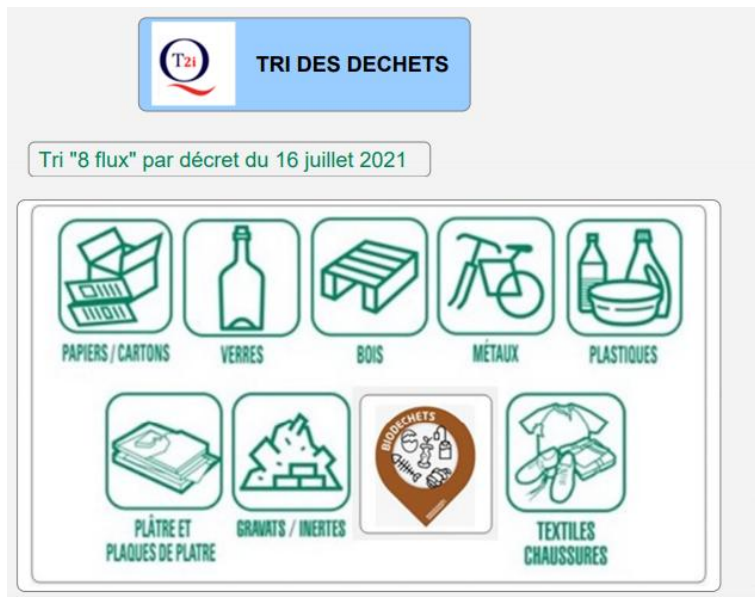 T2i
TRI DES DECHETS
Tri "8 flux" par décret du 16 juillet 2021
PAPIERS / CARTONS
VERRES
BOIS
MÉTAUX
PLASTIQUES
BIODECHETS
PLÂTRE ET
PLAQUES DE PLATRE
GRAVATS / INERTES
TEXTILES
CHAUSSURES